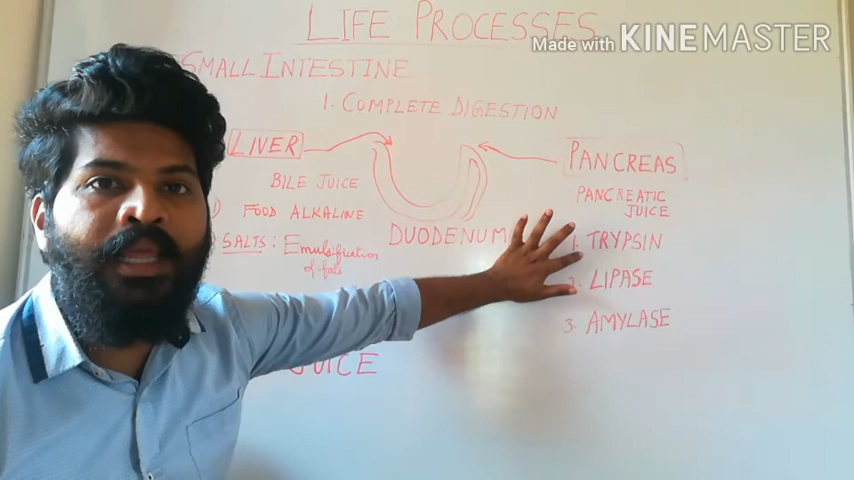 LIFE PROCESSES
Made with KINEMASTER
SMALL INTESTINE
1. COMPLETE DIGESTION
LIVER
PANCREAS
BILE JUICE
PANCREATIC
JUICE
1) FOOD ALKALINE
DUODENUM
1. TRYPSIN
SALTS: Emulsification
of fats
2. LIPASE
3. AMYLASE
JUICE